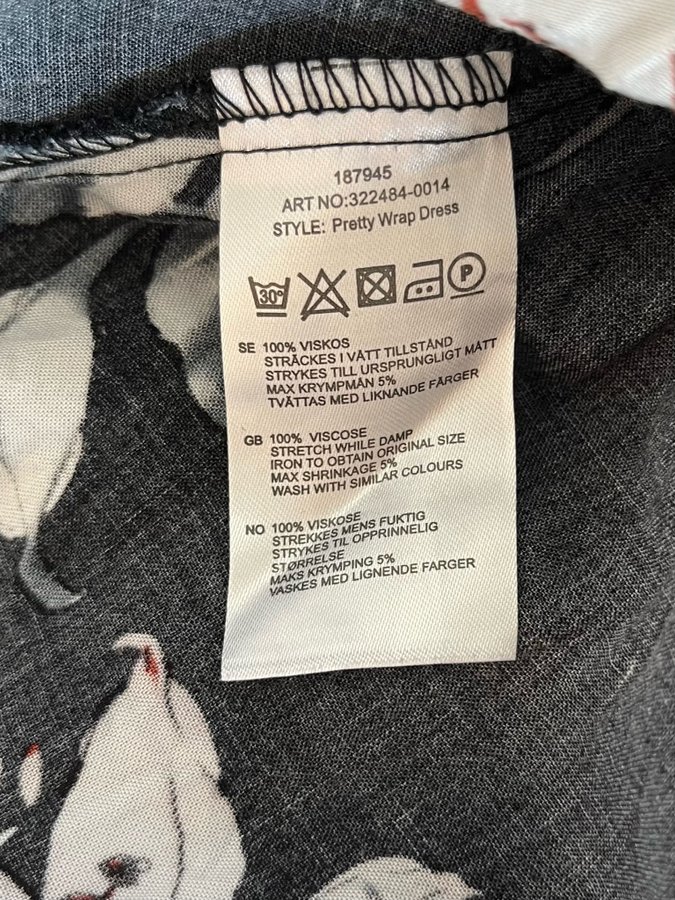 187945
ART NO:322484-0014
STYLE: Pretty Wrap Dress
30° P
SE 100% VISKOS
STRÄCKES I VÅTT TILLSTÅND
STRYKES TILL URSPRUNGLIGT MÅTT
MAX KRYMPMÅN 5%
TVÄTTAS MED LIKNANDE FÄRGER
GB 100% VISCOSE
STRETCH WHILE DAMP
IRON TO OBTAIN ORIGINAL SIZE
MAX SHRINKAGE 5%
WASH WITH SIMILAR COLOURS
NO 100% VISKOSE
STREKKES MENS FUKTIG
STRYKES TIL OPPRINNELIG
STØRRELSE
MAKS KRYMPING 5%
VASKES MED LIGNENDE FARGER